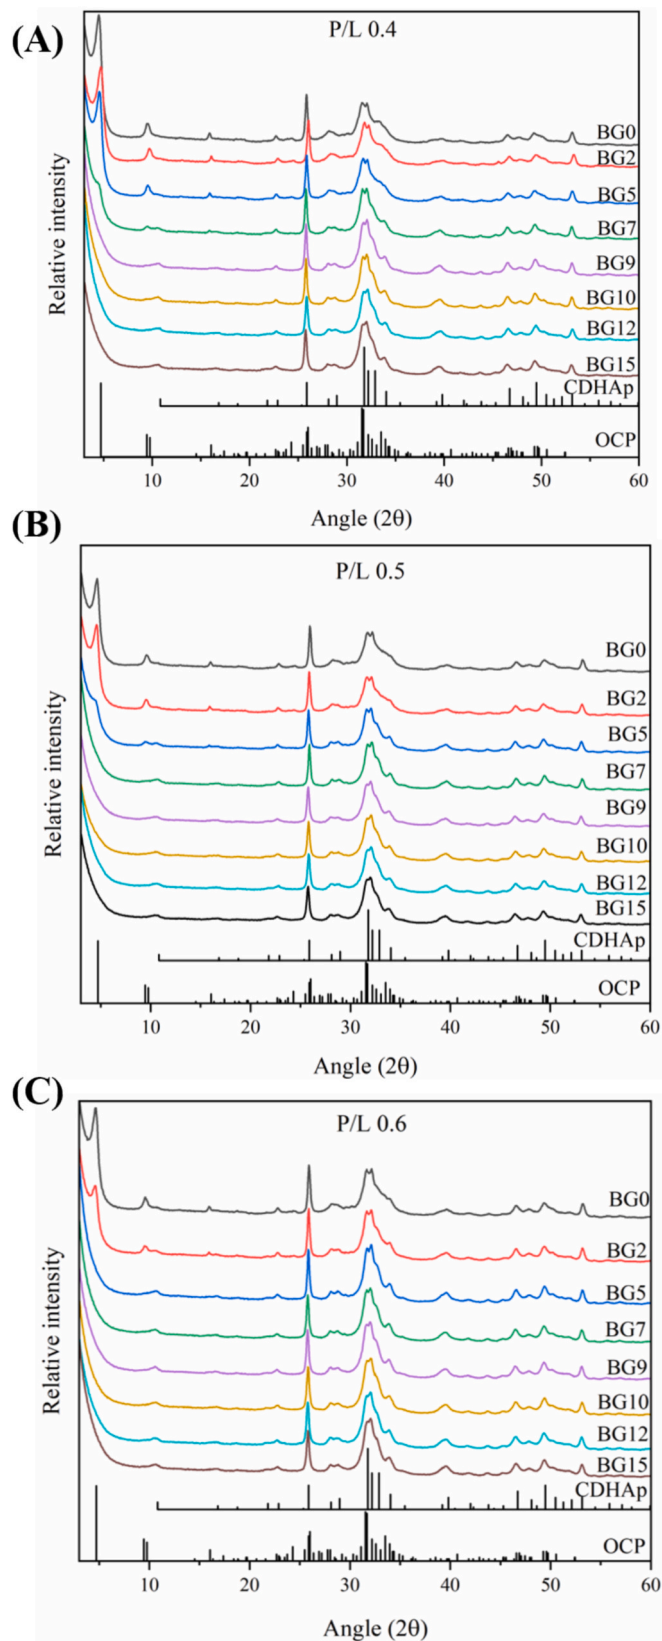 (A)
P/L 0.4
BG0
BG2
BG5
BG7
BG9
BG10
BG12
BG15
CDHAp
OCP
Relative intensity
10 20 30 40 50 60
Angle (2θ)
(B)
P/L 0.5
BG0
BG2
BG5
BG7
BG9
BG10
BG12
BG15
CDHAp
OCP
Relative intensity
10 20 30 40 50 60
Angle (2θ)
(C)
P/L 0.6
BG0
BG2
BG5
BG7
BG9
BG10
BG12
BG15
CDHAp
OCP
Relative intensity
10 20 30 40 50 60
Angle (2θ)